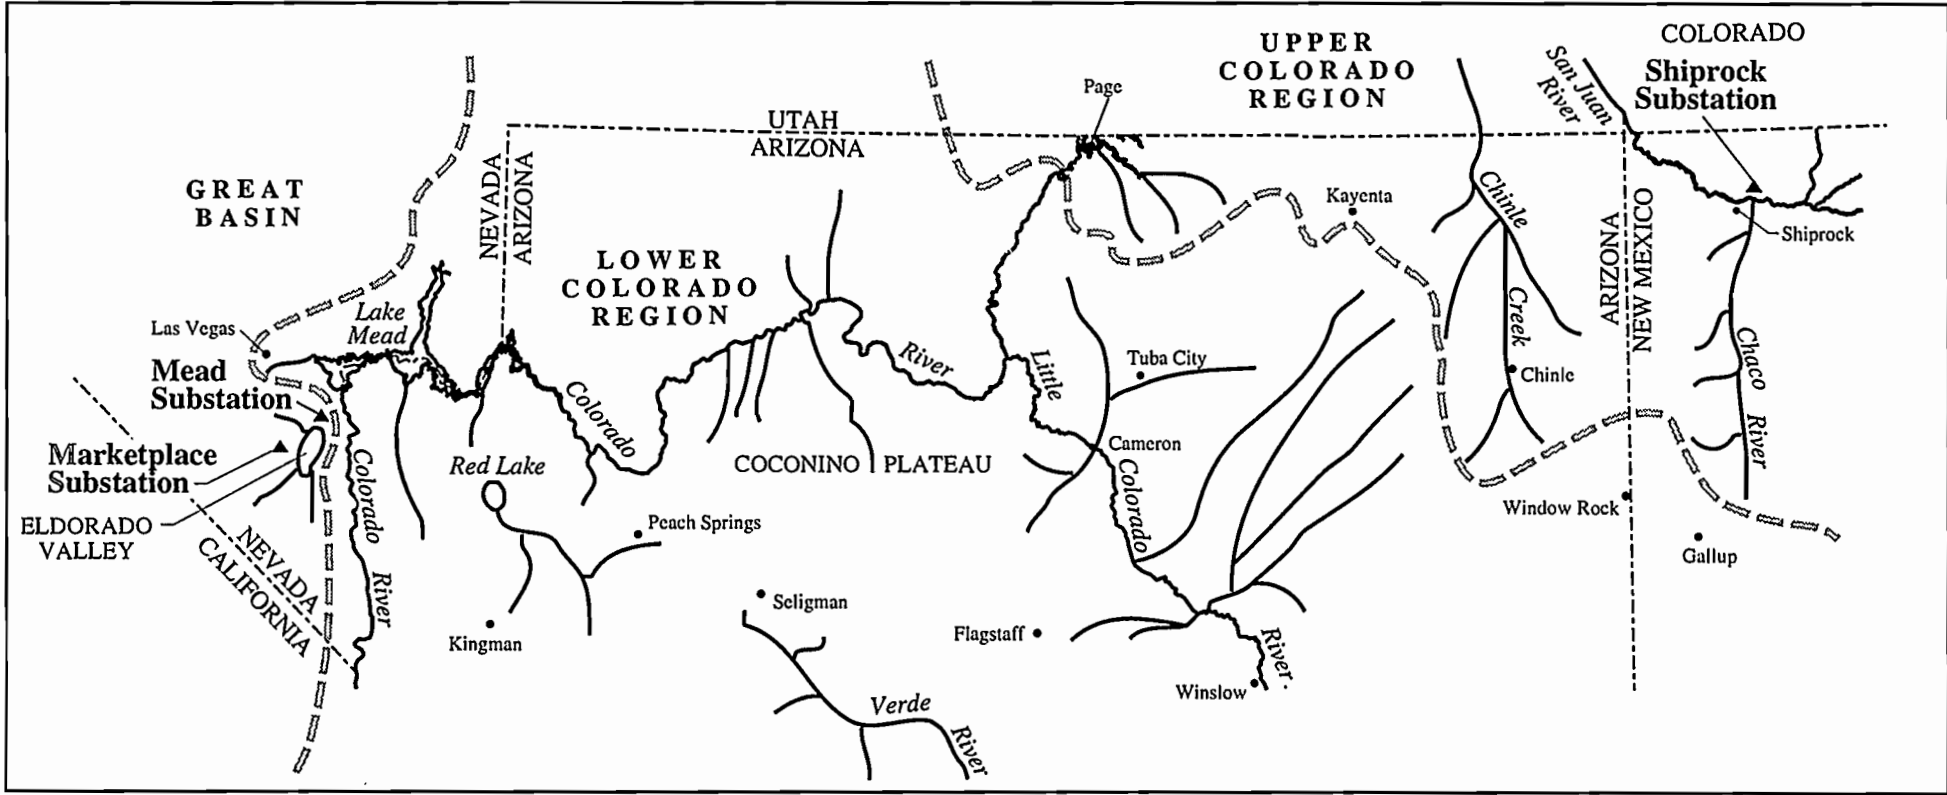 COLORADO
UPPER
COLORADO
REGION
San Juan
River
Shiprock
Substation
Page
UTAH
ARIZONA
GREAT
BASIN
NEVADA
ARIZONA
Kayenta
Chinle
Creek
ARIZONA
NEW MEXICO
Shiprock
LOWER
COLORADO
REGION
Lake
Mead
Las Vegas
Mead
Substation
River
Little
Tuba City
Chinle
Chaco
River
Colorado
Marketplace
Substation
Colorado
River
Red Lake
COCONINO PLATEAU
Cameron
Colorado
River.
ELDORADO
VALLEY
NEVADA
CALIFORNIA
Peach Springs
Window Rock
Gallup
Seligman
Kingman
Flagstaff
Winslow
Verde
River